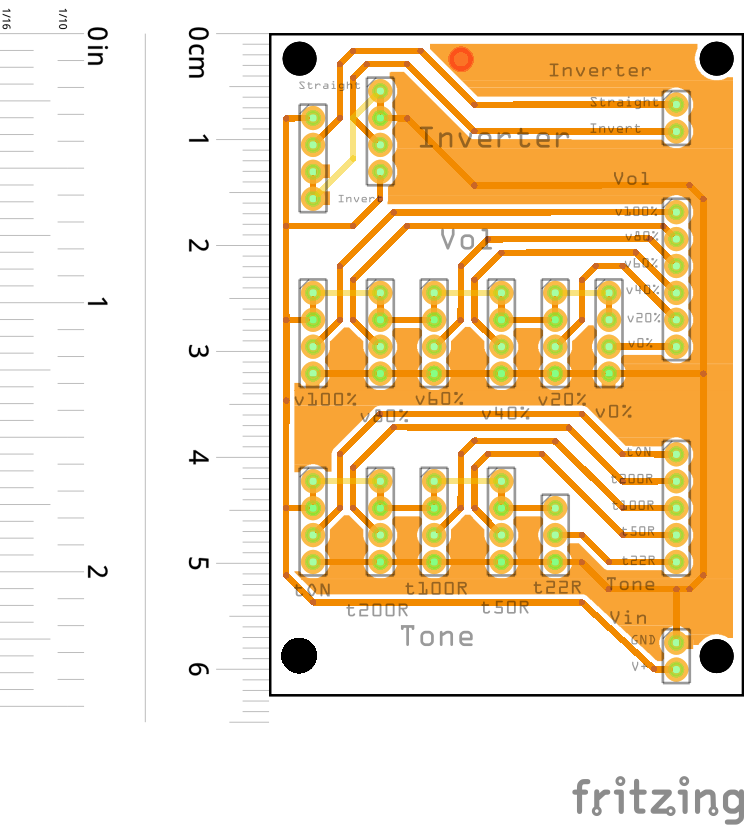 1/16
1/10
0in
1
2
0cm
1
2
3
4
5
6
Inverter
Straight
Straight
Invert
Inverter
Vol
Invert
v100%
Vol
v80%
v60%
v40%
v20%
v0%
v100%
v80%
v60%
v40%
v20%
v0%
tON
t200R
t100R
t50R
t22R
tON
t200R
t100R
t50R
t22R
Tone
Vin
Tone
GND
V+
fritzing